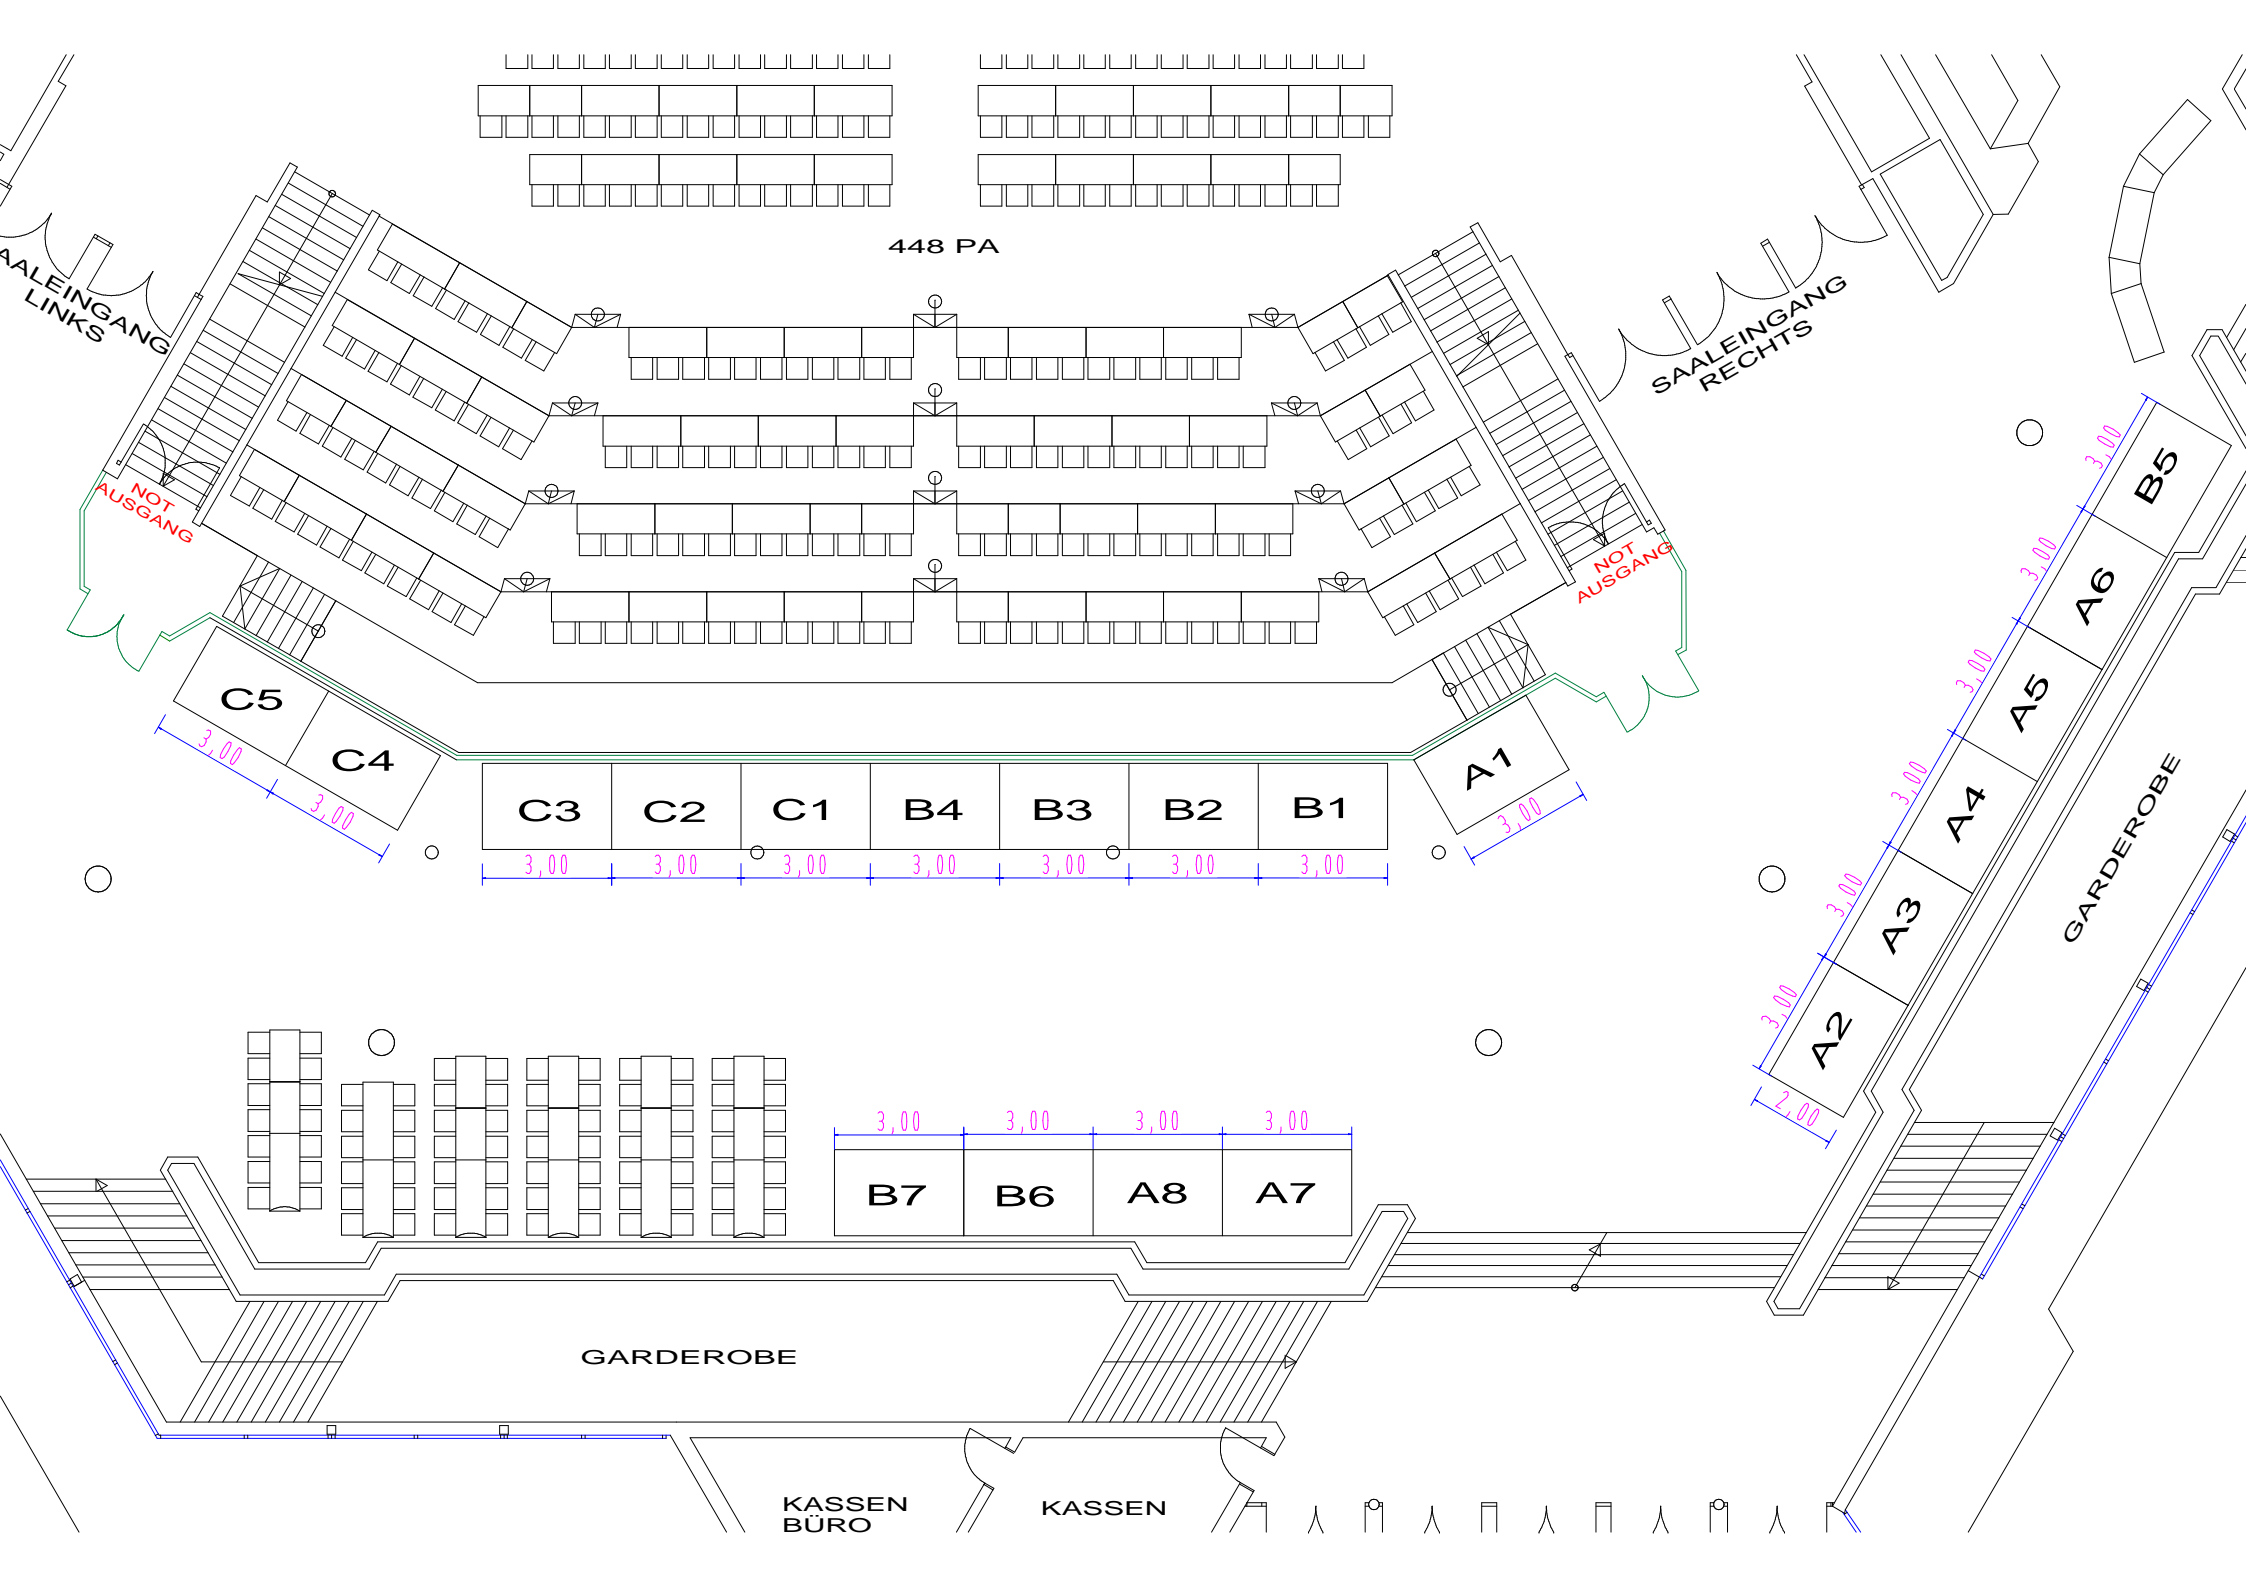 448 PA
AALEINGANG
LINKS
SAALEINGANG
RECHTS
NOT
AUSGANG
NOT
AUSGANG
3,00
B5
3,00
A6
3,00
A5
3,00
A4
3,00
A3
3,00
A2
2,00
GARDEROBE
C5
C4
3,00
3,00
C3
C2
C1
B4
B3
B2
B1
3,00
3,00
3,00
3,00
3,00
3,00
3,00
A1
3,00
3,00
3,00
3,00
3,00
B7
B6
A8
A7
GARDEROBE
KASSEN
BÜRO
KASSEN